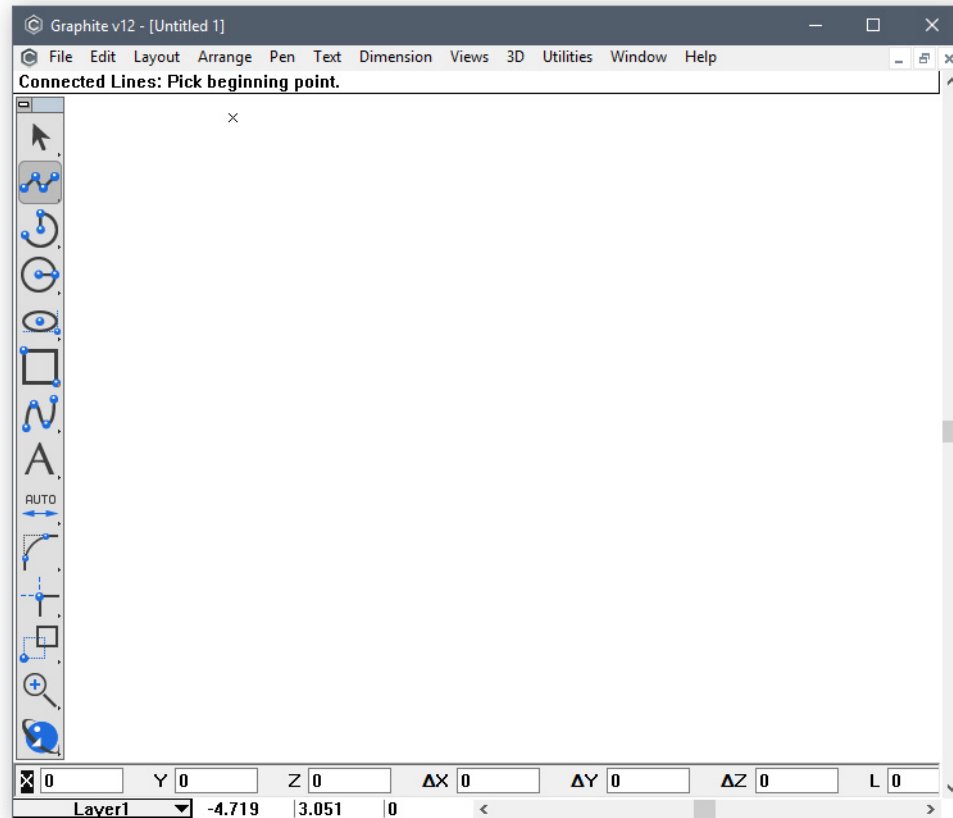 Graphite v12 - [Untitled 1]
File Edit Layout Arrange Pen Text Dimension Views 3D Utilities Window Help
Connected Lines: Pick beginning point.
A
AUTO
X 0 Y 0 Z 0 ΔX 0 ΔY 0 ΔZ 0 L 0
Layer1 -4.719 3.051 0